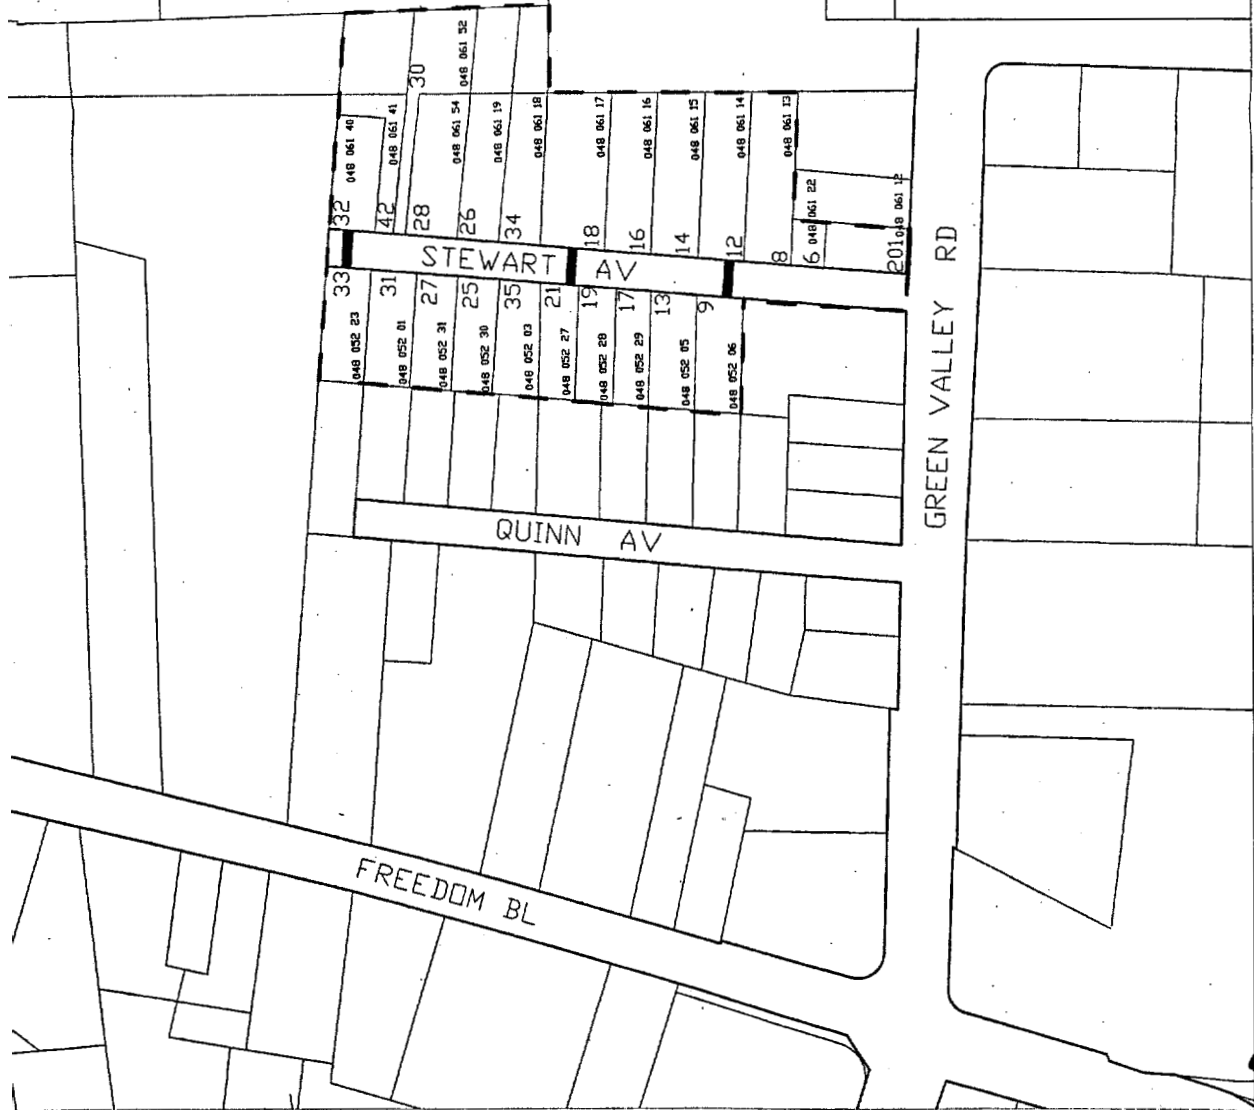 048 061 52
30
048 061 40
048 061 41
048 061 54
048 061 19
048 061 18
048 061 17
048 061 16
048 061 15
048 061 14
048 061 13
048 061 22
048 061 12
32
42
28
26
34
18
16
14
12
8
6
201
STEWART AV
33
31
27
25
35
21
19
17
13
9
048 052 23
048 052 01
048 052 31
048 052 30
048 052 03
048 052 27
048 052 28
048 052 29
048 052 05
048 052 06
GREEN VALLEY RD
QUINN AV
FREEDOM BL